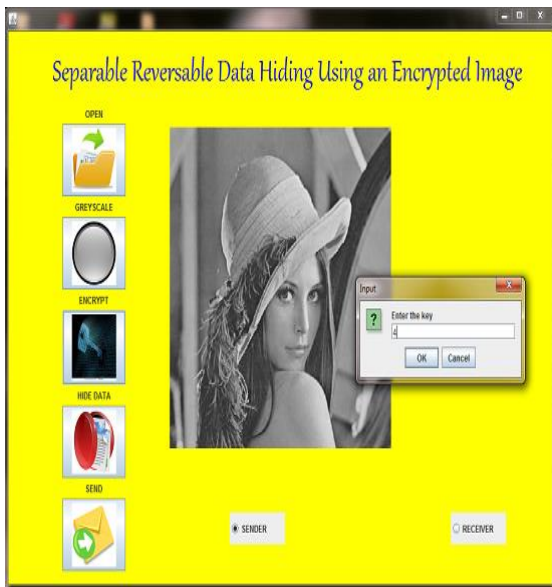 Separable Reversable Data Hiding Using an Encrypted Image
OPEN
GREYSCALE
ENCRYPT
HIDE DATA
SEND
Input
Enter the key
4
OK Cancel
SENDER RECEIVER